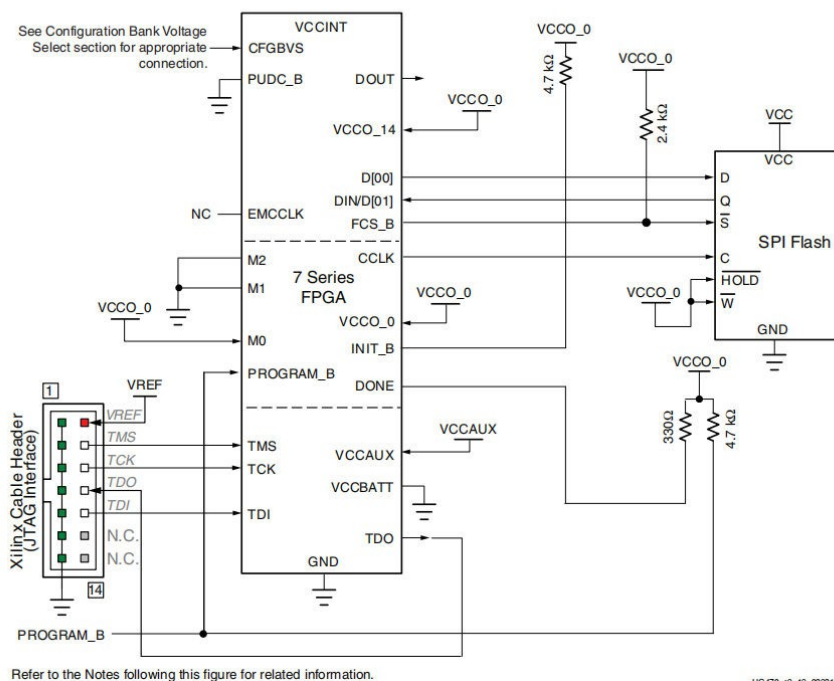 See Configuration Bank Voltage
Select section for appropriate
connection.
VCCINT
CFGBVS
PUDC_B
DOUT
VCCO_0
VCCO_14
VCCO_0
4.7 kΩ
VCCO_0
2.4 kΩ
VCC
VCC
D[00]
D
DIN/D[01]
Q
NC
EMCCLK
FCS_B
S
SPI Flash
M2
CCLK
C
7 Series
FPGA
HOLD
M1
VCCO_0
VCCO_0
W
VCCO_0
VCCO_0
GND
M0
INIT_B
PROGRAM_B
DONE
VCCO_0
330Ω
4.7 kΩ
1
VREF
VREF
TMS
TMS
VCCAUX
VCCAUX
TCK
TCK
TDO
VCCBATT
TDI
TDI
N.C.
TDO
N.C.
GND
14
Xilinx Cable Header
(JTAG Interface)
PROGRAM_B
Refer to the Notes following this figure for related information.